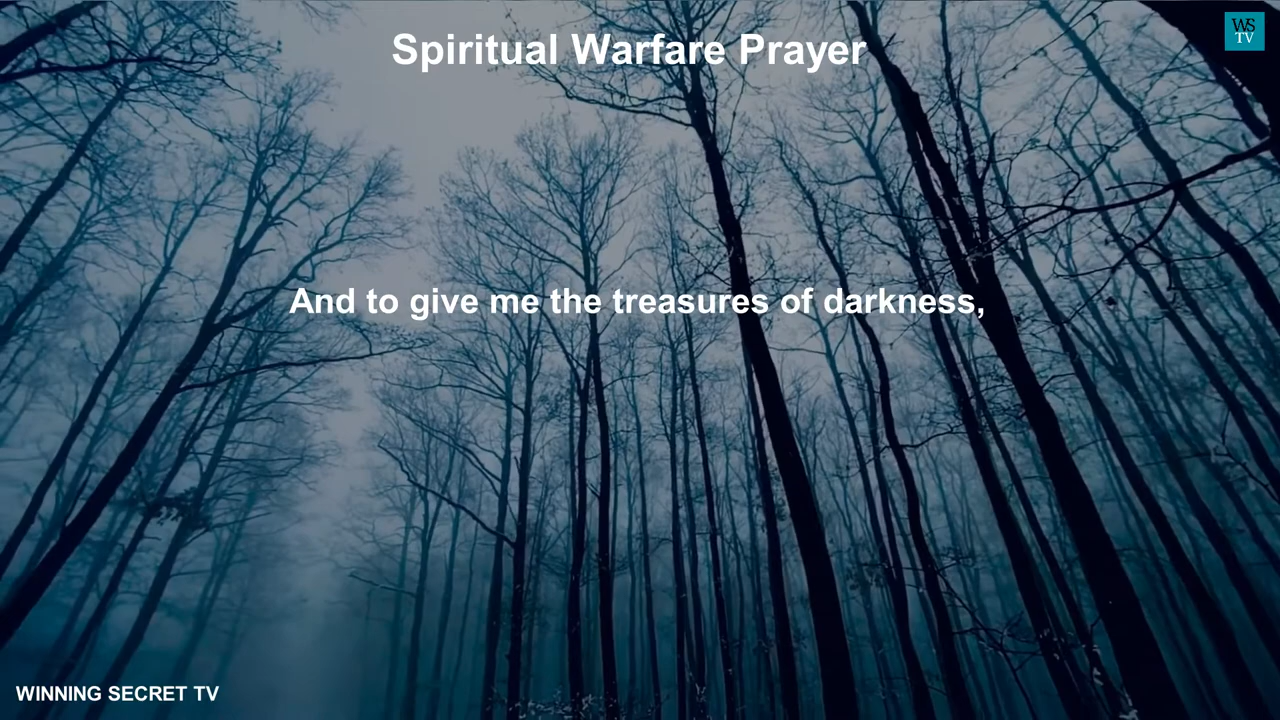 Spiritual Warfare Prayer
WS
TV
And to give me the treasures of darkness,
WINNING SECRET TV